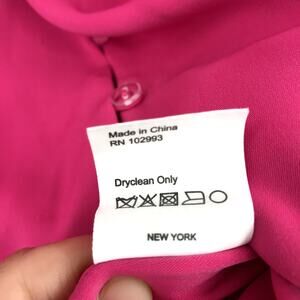 Made in China
RN 102993
Dryclean Only
NEW YORK